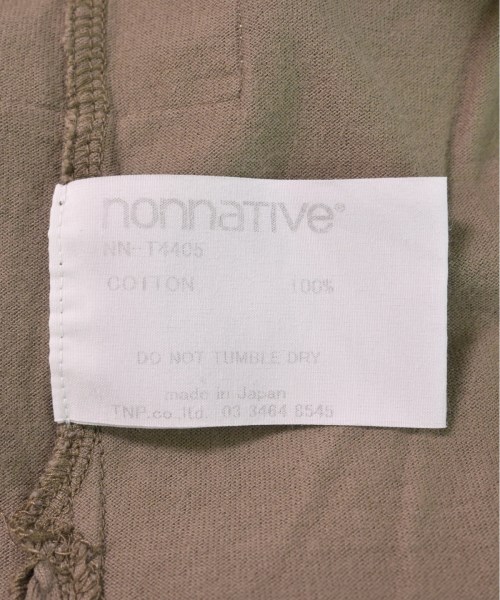 nonnative®
NN-T4405
COTTON 100%
DO NOT TUMBLE DRY
made in Japan
TNP.co.,ltd. 03 3464 8545